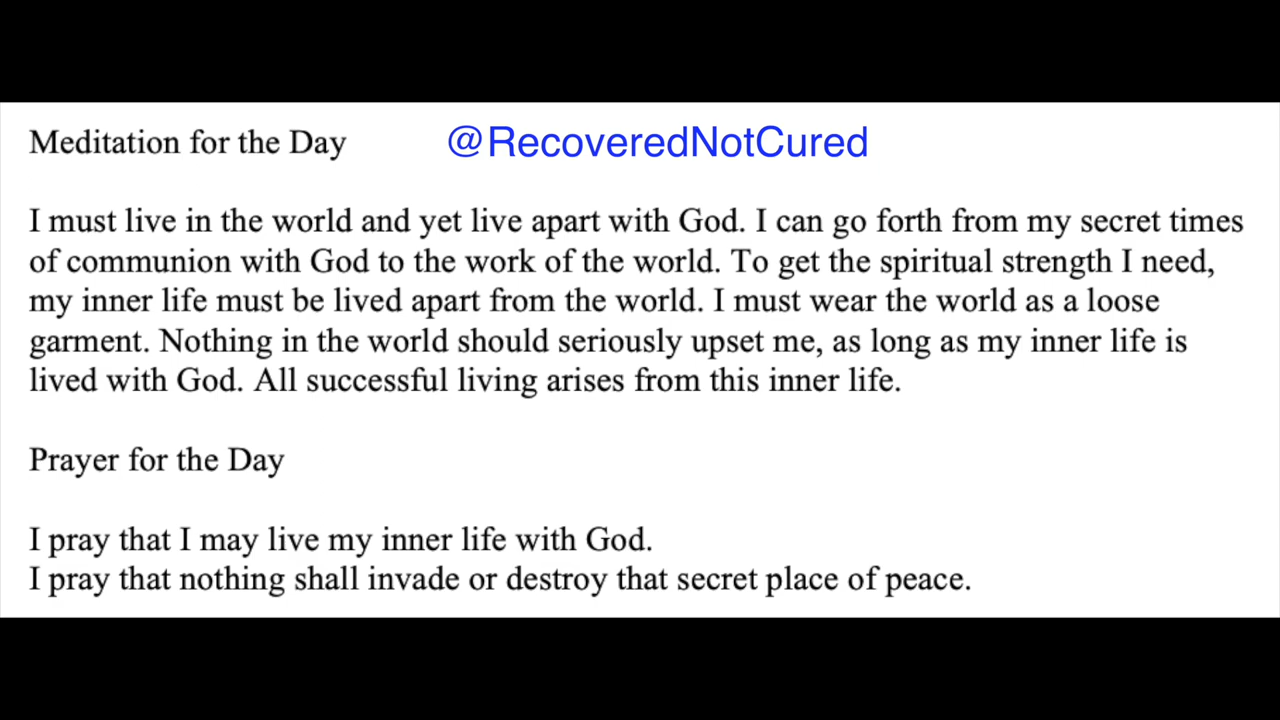 Meditation for the Day
@RecoveredNotCured
I must live in the world and yet live apart with God. I can go forth from my secret times
of communion with God to the work of the world. To get the spiritual strength I need,
my inner life must be lived apart from the world. I must wear the world as a loose
garment. Nothing in the world should seriously upset me, as long as my inner life is
lived with God. All successful living arises from this inner life.
Prayer for the Day
I pray that I may live my inner life with God.
I pray that nothing shall invade or destroy that secret place of peace.